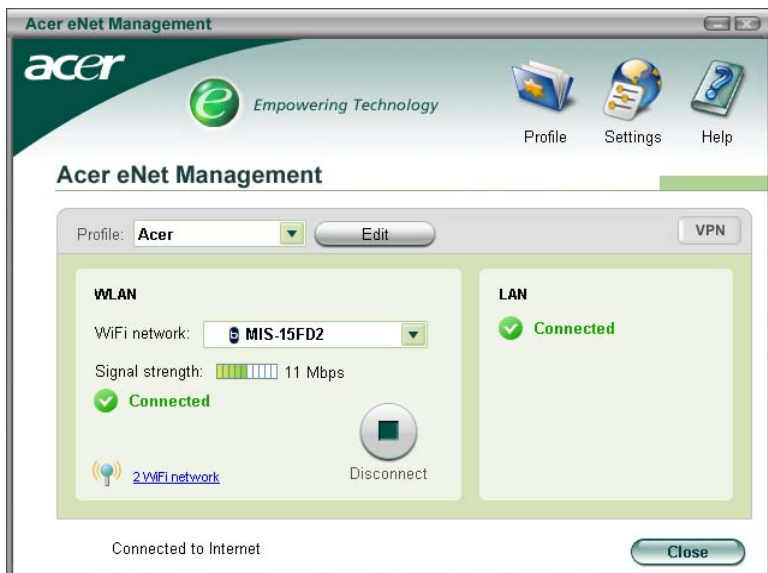 Acer eNet Management
acer
e Empowering Technology
Profile Settings Help
Acer eNet Management
Profile: Acer Edit VPN
WLAN
WiFi network: b MIS-15FD2
Signal strength: 11 Mbps
Connected
2 WiFi network
Disconnect
LAN
Connected
Connected to Internet
Close